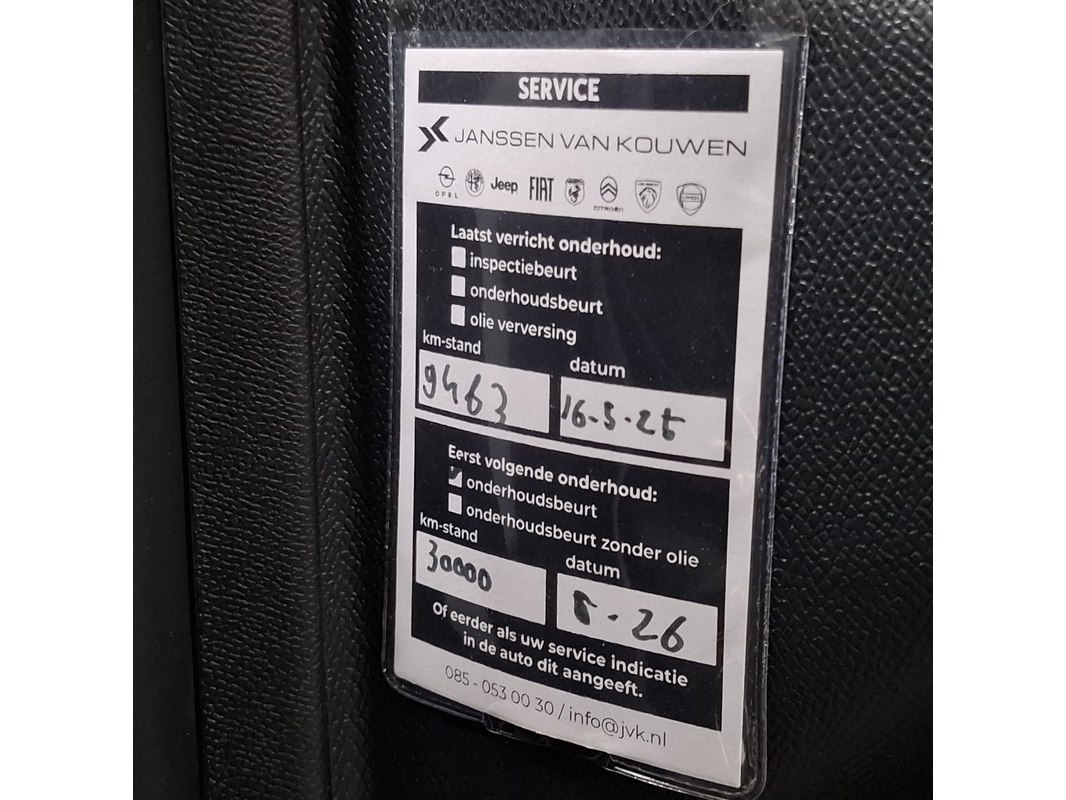 SERVICE
JANSSEN VAN KOUWEN
OPEL Jeep FIAT CITROËN
Laatst verricht onderhoud:
inspectiebeurt
onderhoudsbeurt
olie verversing
km-stand datum
9463 16-5-25
Eerst volgende onderhoud:
onderhoudsbeurt
onderhoudsbeurt zonder olie
km-stand datum
30000 5-26
Of eerder als uw service indicatie
in de auto dit aangeeft.
085 - 053 00 30 / info@jvk.nl